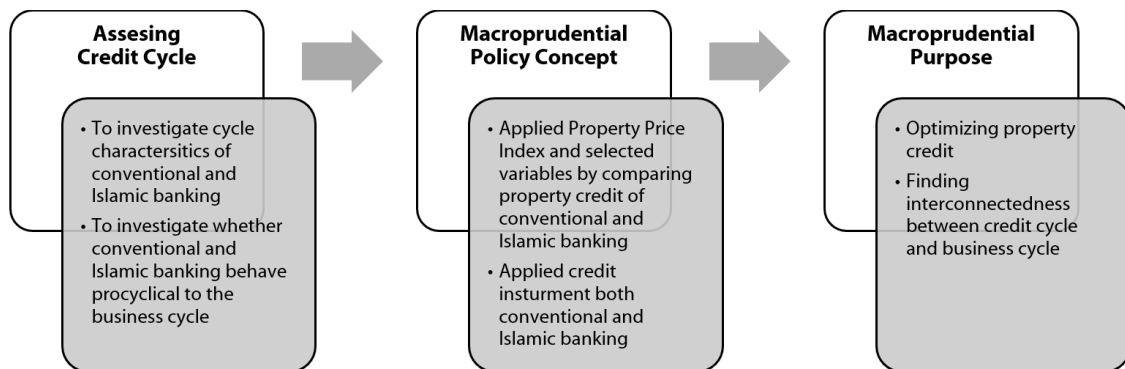 Assesing
Credit Cycle
• To investigate cycle
charactersitics of
conventional and
Islamic banking
• To investigate whether
conventional and
Islamic banking behave
procyclical to the
business cycle
Macroprudential
Policy Concept
• Applied Property Price
Index and selected
variables by comparing
property credit of
conventional and
Islamic banking
• Applied credit
insturment both
conventional and
Islamic banking
Macroprudential
Purpose
• Optimizing property
credit
• Finding
interconnectedness
between credit cycle
and business cycle